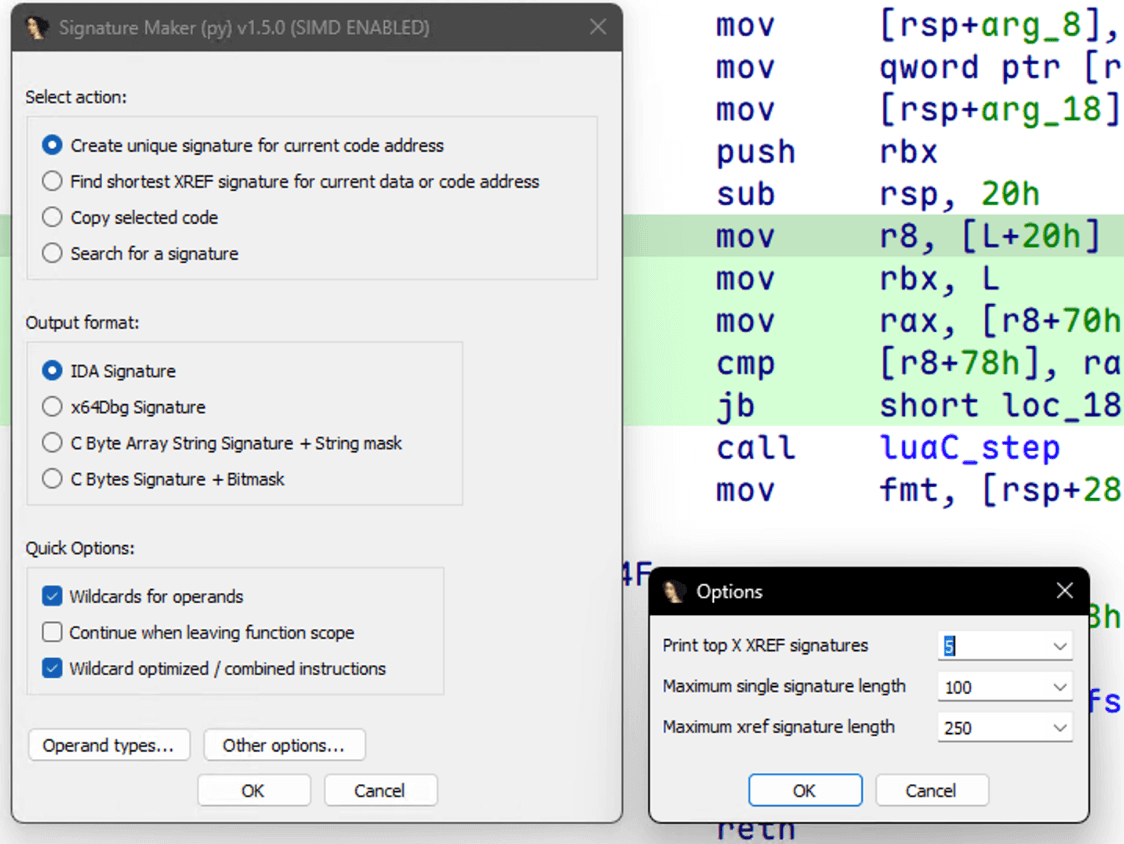 Signature Maker (py) v1.5.0 (SIMD ENABLED)
Select action:
Create unique signature for current code address
Find shortest XREF signature for current data or code address
Copy selected code
Search for a signature
Output format:
IDA Signature
x64Dbg Signature
C Byte Array String Signature + String mask
C Bytes Signature + Bitmask
Quick Options:
Wildcards for operands
Continue when leaving function scope
Wildcard optimized / combined instructions
Operand types...
Other options...
OK
Cancel
mov [rsp+arg_8],
mov qword ptr [r
mov [rsp+arg_18]
push rbx
sub rsp, 20h
mov r8, [L+20h]
mov rbx, L
mov rax, [r8+70h
cmp [r8+78h], ra
jb short loc_18
call luaC_step
mov fmt, [rsp+28
4F
Options
Print top X XREF signatures
5
Maximum single signature length
100
Maximum xref signature length
250
OK
Cancel
8h
fs
retn